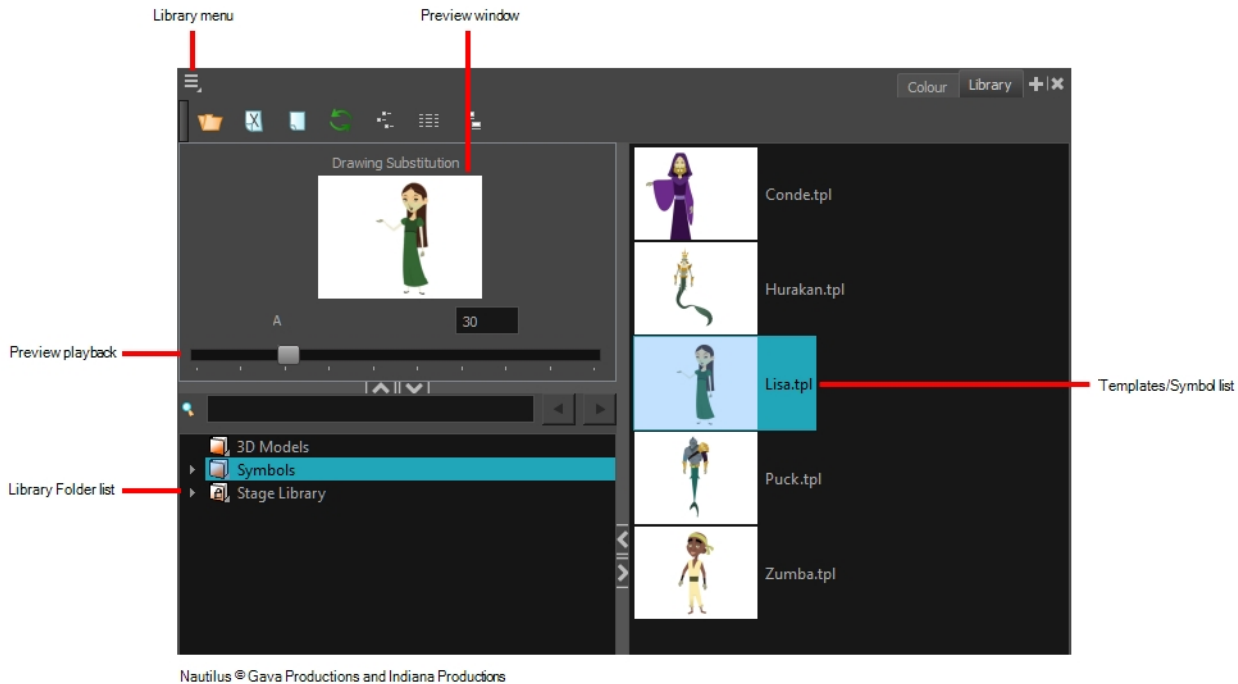 Library menu
Preview window
Colour
Library
Drawing Substitution
A
30
Preview playback
3D Models
Symbols
Stage Library
Library Folder list
Conde.tpl
Hurakan.tpl
Lisa.tpl
Templates/Symbol list
Puck.tpl
Zumba.tpl
Nautilus © Gava Productions and Indiana Productions